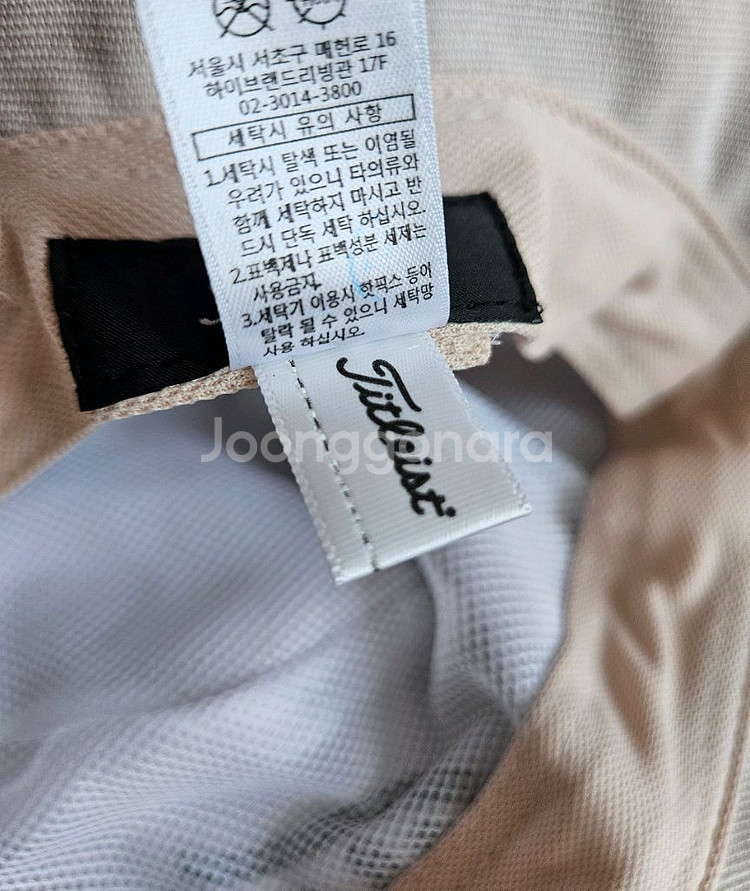 서울시 서초구 매헌로 16
하이브랜드리빙관 17F
02-3014-3800
세탁시 유의 사항
1.세탁시 탈색 또는 이염될
우려가 있으니 타의류와
함께 세탁하지 마시고 반
드시 단독 세탁 하십시오.
2.표백제나 표백성분 세제는
사용금지.
3.세탁기 이용시 핫픽스 등이
탈락 될 수 있으니 세탁망
사용 하십시오.
Titleist
Joonggonara